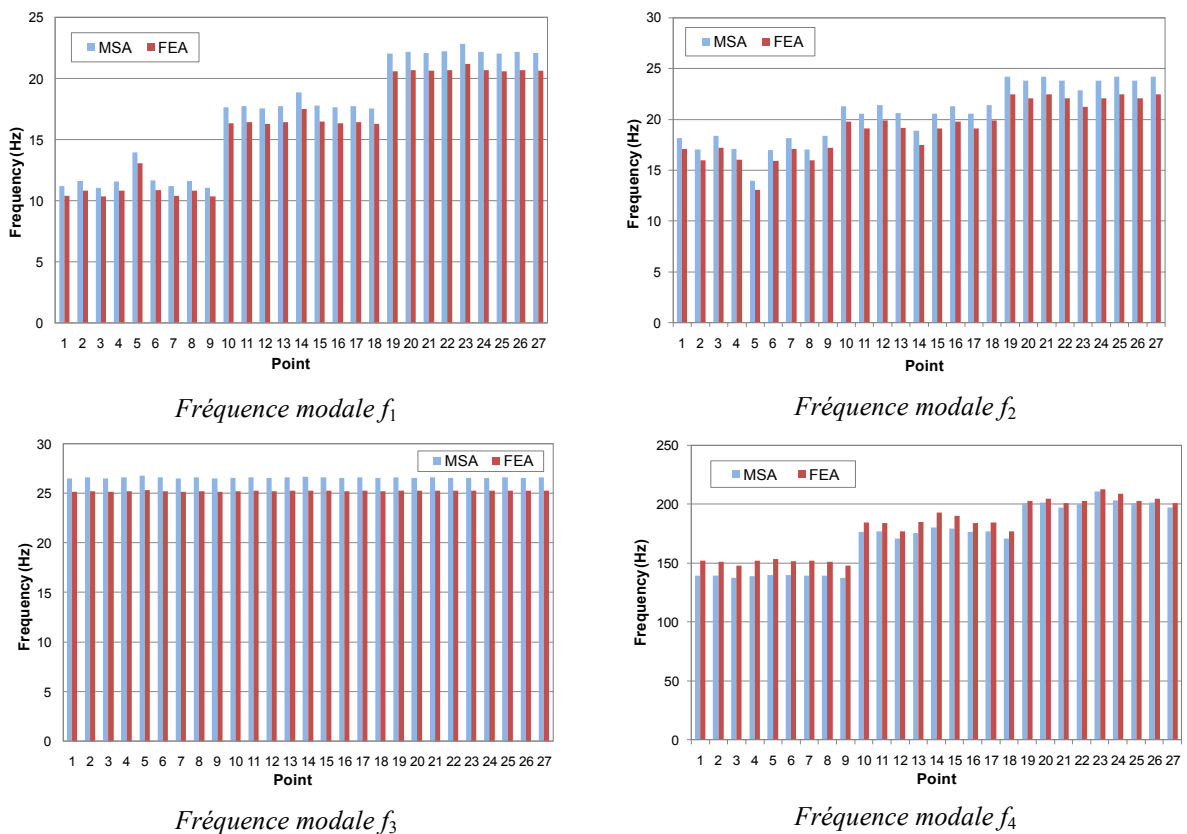 25
20
15
10
5
0
Frequency (Hz)
MSA FEA
1 2 3 4 5 6 7 8 9 10 11 12 13 14 15 16 17 18 19 20 21 22 23 24 25 26 27
Point
Fréquence modale f1
30
25
20
15
10
5
0
Frequency (Hz)
MSA FEA
1 2 3 4 5 6 7 8 9 10 11 12 13 14 15 16 17 18 19 20 21 22 23 24 25 26 27
Point
Fréquence modale f2
30
25
20
15
10
5
0
Frequency (Hz)
MSA FEA
1 2 3 4 5 6 7 8 9 10 11 12 13 14 15 16 17 18 19 20 21 22 23 24 25 26 27
Point
Fréquence modale f3
250
200
150
100
50
0
Frequency (Hz)
MSA FEA
1 2 3 4 5 6 7 8 9 10 11 12 13 14 15 16 17 18 19 20 21 22 23 24 25 26 27
Point
Fréquence modale f4